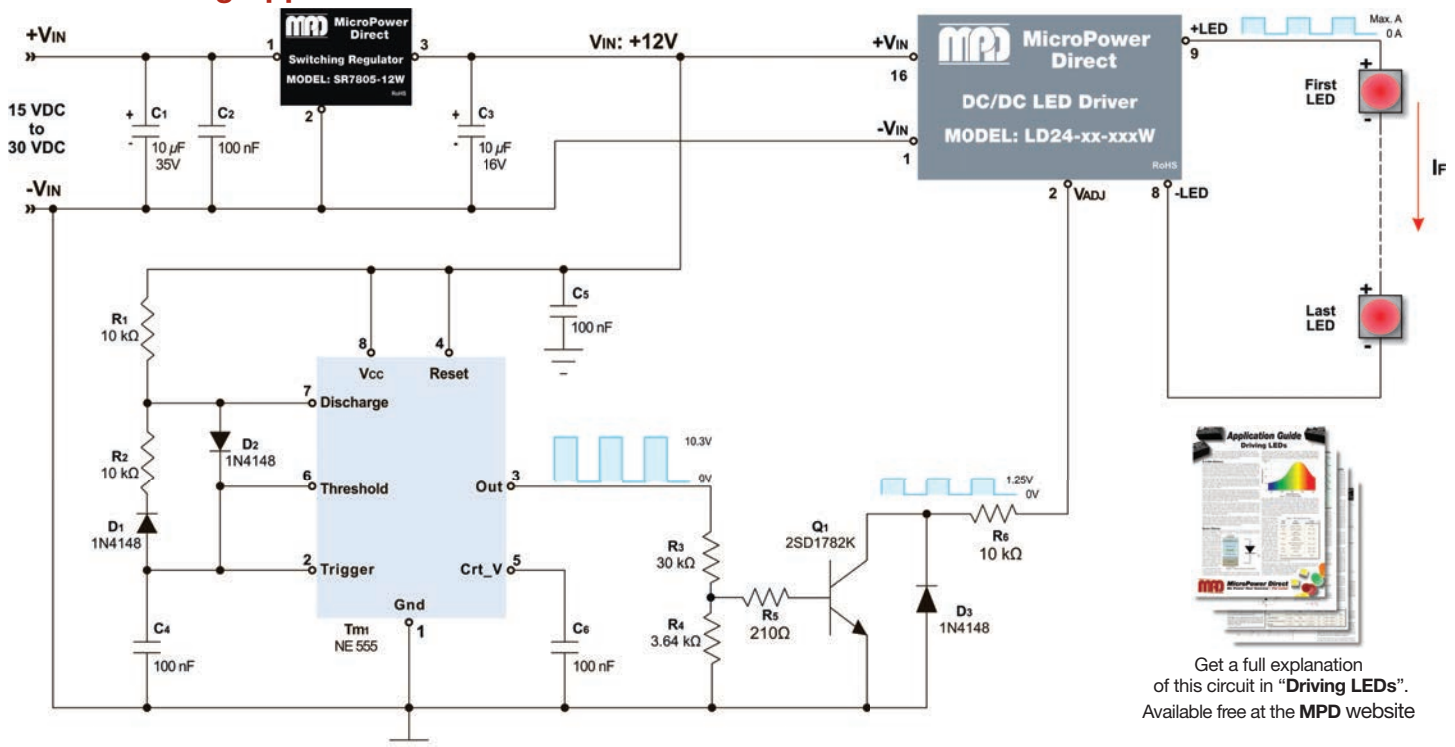 +VIN
15 VDC
to
30 VDC
-VIN
+ C1
-
10 µF
35V
C2
100 nF
1
MPD MicroPower
Direct
Switching Regulator
MODEL: SR7805-12W
RoHS
3
2
+ C3
-
10 µF
16V
VIN: +12V
+VIN
16
-VIN
1
MPD MicroPower
Direct
DC/DC LED Driver
MODEL: LD24-xx-xxxW
RoHS
+LED
9
2 VADJ
8 -LED
Max. A
0 A
+
First
LED
-
IF
+
Last
LED
-
R1
10 kΩ
R2
10 kΩ
D1
1N4148
D2
1N4148
C4
100 nF
8
Vcc
4
Reset
7
Discharge
6
Threshold
2
Trigger
Out
3
Crt_V
5
Gnd
1
Tm1
NE 555
C5
100 nF
C6
100 nF
10.3V
0V
R3
30 kΩ
R4
3.64 kΩ
R5
210Ω
Q1
2SD1782K
D3
1N4148
1.25V
0V
R6
10 kΩ
Application Guide
Driving LEDs
MPD MicroPower Direct
Get a full explanation
of this circuit in “Driving LEDs”.
Available free at the MPD website